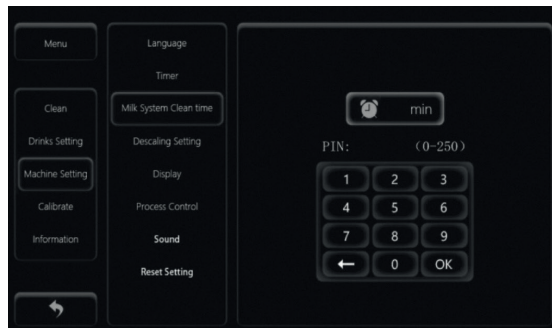 Menu
Clean
Drinks Setting
Machine Setting
Calibrate
Information
Language
Timer
Milk System Clean time
Descaling Setting
Display
Process Control
Sound
Reset Setting
min
PIN: (0-250)
1 2 3
4 5 6
7 8 9
← 0 OK